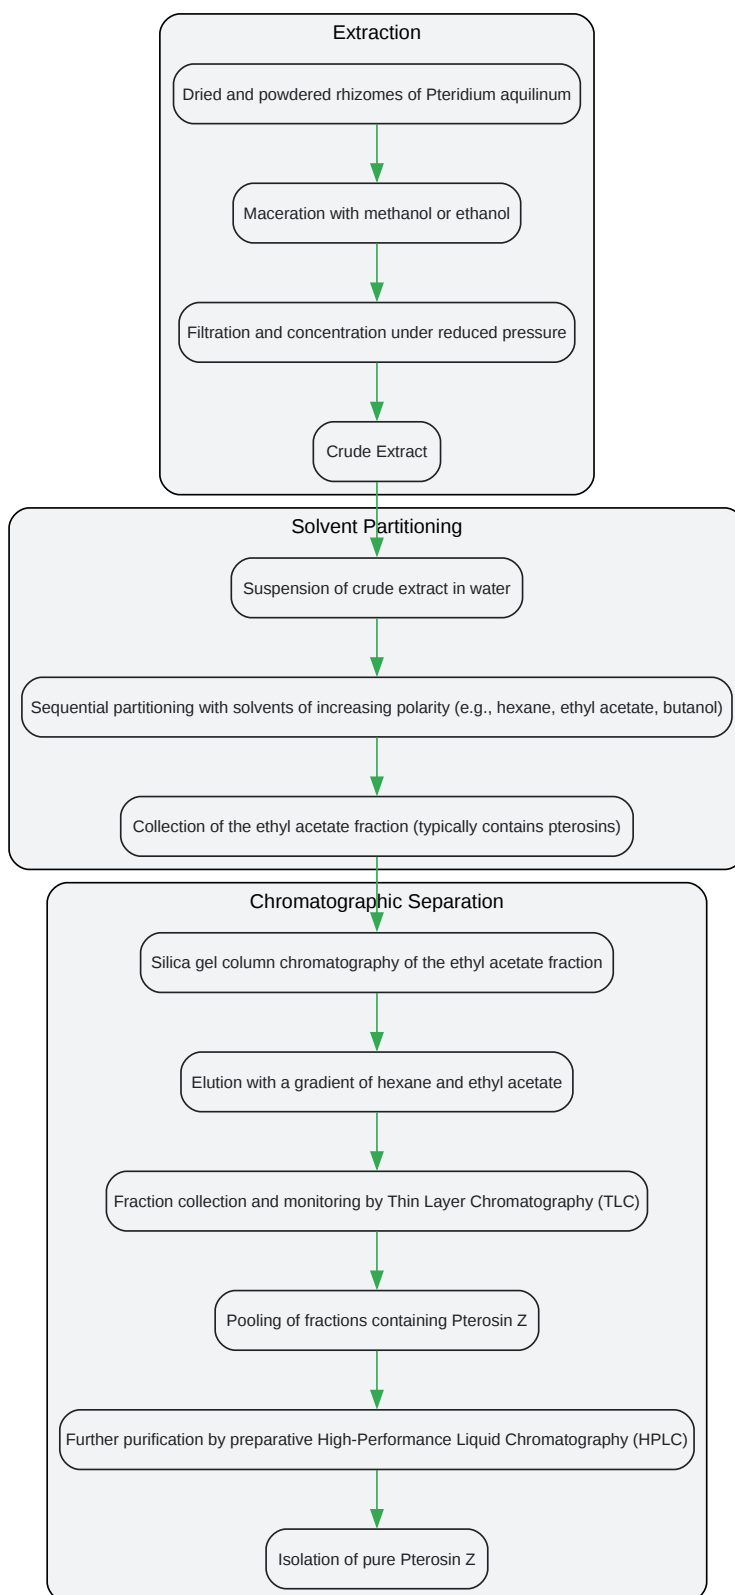 Extraction
Dried and powdered rhizomes of Pteridium aquilinum
Maceration with methanol or ethanol
Filtration and concentration under reduced pressure
Crude Extract
Solvent Partitioning
Suspension of crude extract in water
Sequential partitioning with solvents of increasing polarity (e.g., hexane, ethyl acetate, butanol)
Collection of the ethyl acetate fraction (typically contains pterosins)
Chromatographic Separation
Silica gel column chromatography of the ethyl acetate fraction
Elution with a gradient of hexane and ethyl acetate
Fraction collection and monitoring by Thin Layer Chromatography (TLC)
Pooling of fractions containing Pterosin Z
Further purification by preparative High-Performance Liquid Chromatography (HPLC)
Isolation of pure Pterosin Z